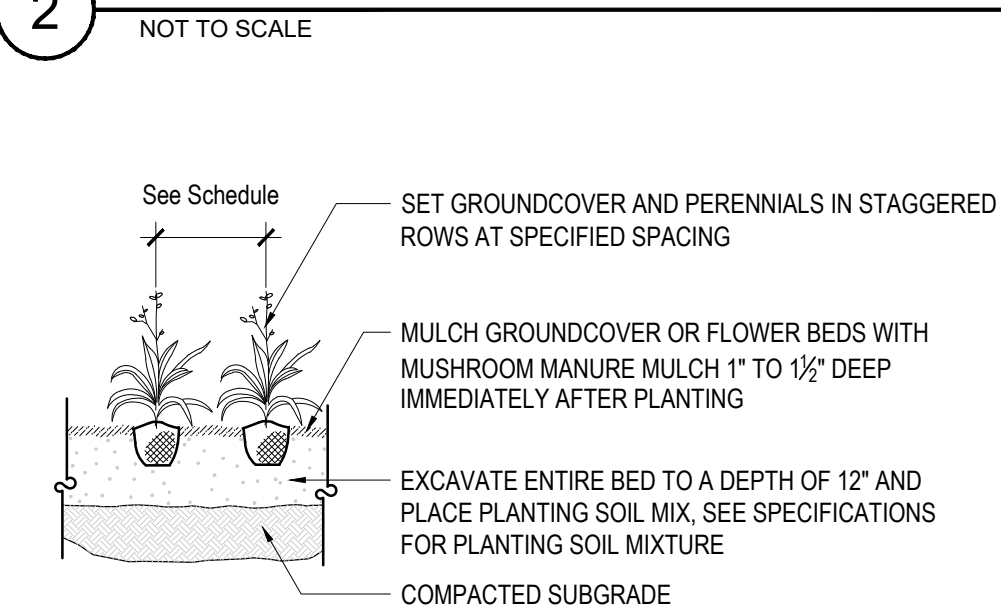 2
NOT TO SCALE
See Schedule
SET GROUNDCOVER AND PERENNIALS IN STAGGERED
ROWS AT SPECIFIED SPACING
MULCH GROUNDCOVER OR FLOWER BEDS WITH
MUSHROOM MANURE MULCH 1" TO 1½" DEEP
IMMEDIATELY AFTER PLANTING
EXCAVATE ENTIRE BED TO A DEPTH OF 12" AND
PLACE PLANTING SOIL MIX, SEE SPECIFICATIONS
FOR PLANTING SOIL MIXTURE
COMPACTED SUBGRADE